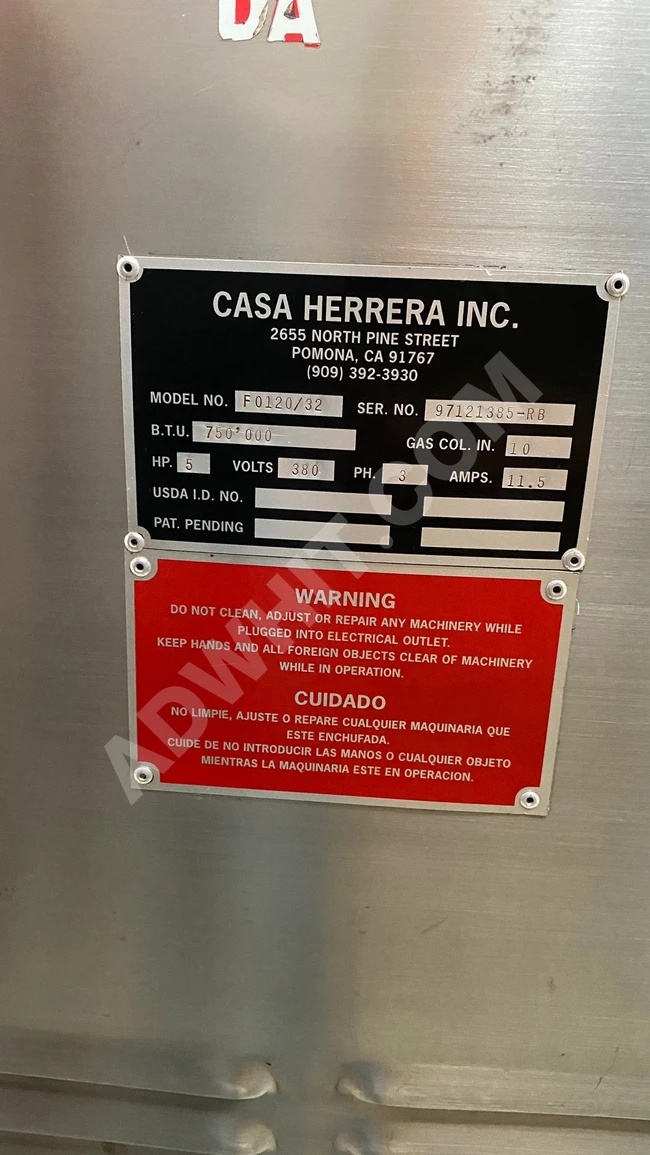 DA
CASA HERRERA INC.
2655 NORTH PINE STREET
POMONA, CA 91767
(909) 392-3930
MODEL NO. F0120/32 SER. NO. 97121385-RB
B.T.U. 750'000 GAS COL. IN. 10
HP. 5 VOLTS 380 PH. 3 AMPS. 11.5
USDA I.D. NO.
PAT. PENDING
WARNING
DO NOT CLEAN, ADJUST OR REPAIR ANY MACHINERY WHILE
PLUGGED INTO ELECTRICAL OUTLET.
KEEP HANDS AND ALL FOREIGN OBJECTS CLEAR OF MACHINERY
WHILE IN OPERATION.
CUIDADO
NO LIMPIE, AJUSTE O REPARE CUALQUIER MAQUINARIA QUE
ESTE ENCHUFADA.
CUIDE DE NO INTRODUCIR LAS MANOS O CUALQUIER OBJETO
MIENTRAS LA MAQUINARIA ESTE EN OPERACION.
ADWHIT.COM